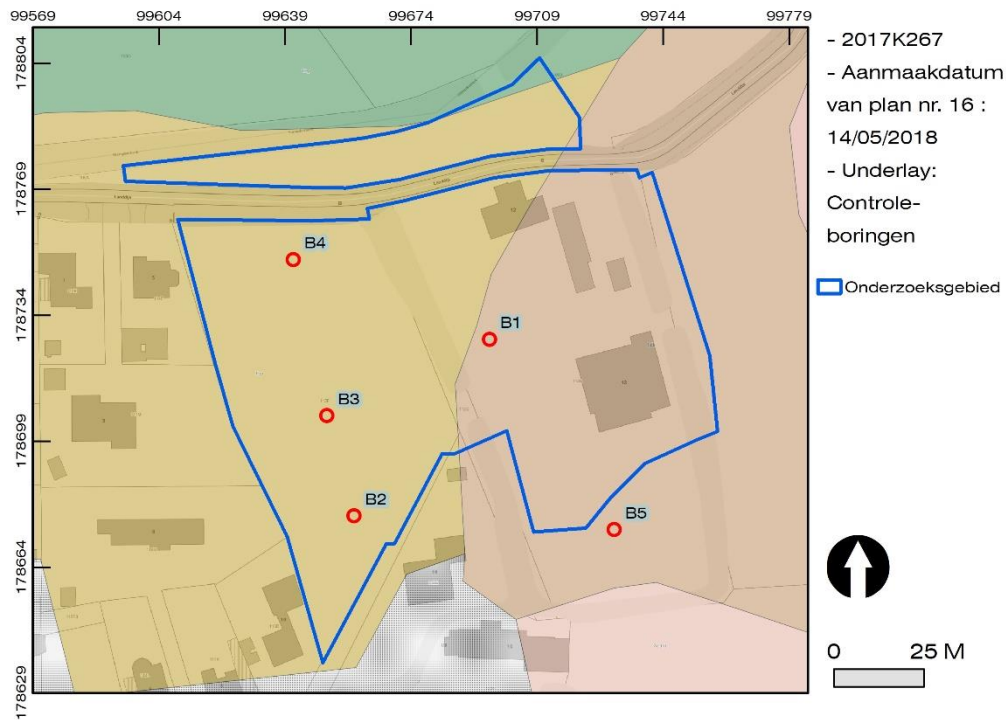 99569 99604 99639 99674 99709 99744 99779
178804
178769
178734
178699
178664
178629
B4
B1
B3
B2
B5
- 2017K267
- Aanmaakdatum
van plan nr. 16 :
14/05/2018
- Underlay:
Controle-
boringen
Onderzoeksgebied
0 25 M